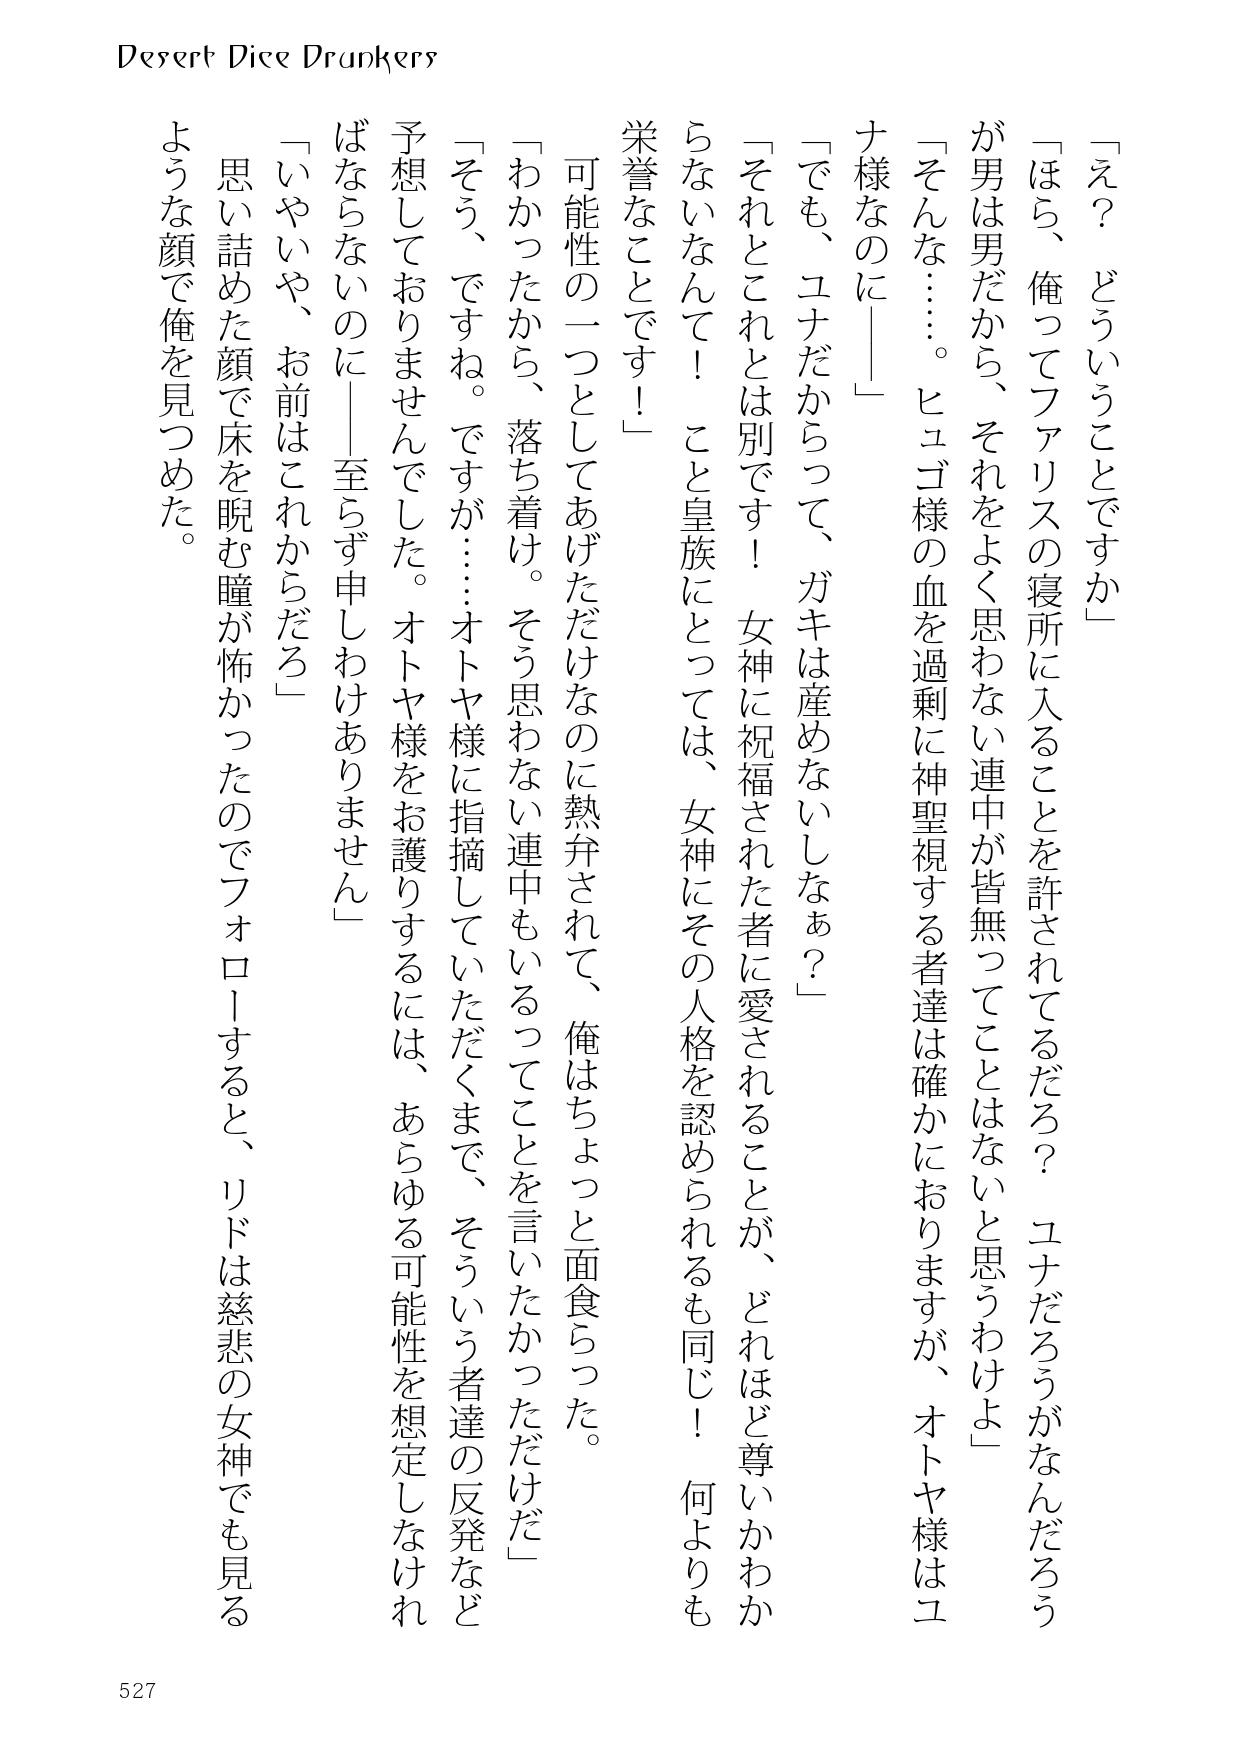 Desert Dice Drunkers
「え？　どういうことですか」
「ほら、俺ってファリスの寝所に入ることを許されてるだろ？　ユナだろうがなんだろう
が男は男だから、それをよく思わない連中が皆無ってことはないと思うわけよ」
「そんな……。ヒュゴ様の血を過剰に神聖視する者達は確かにおりますが、オトヤ様はユ
ナ様なのに――」
「でも、ユナだからって、ガキは産めないしなぁ？」
「それとこれとは別です！　女神に祝福された者に愛されることが、どれほど尊いかわか
らないなんて！　こと皇族にとっては、女神にその人格を認められるも同じ！　何よりも
栄誉なことです！」
　可能性の一つとしてあげただけなのに熱弁されて、俺はちょっと面食らった。
「わかったから、落ち着け。そう思わない連中もいるってことを言いたかっただけだ」
「そう、ですね。ですが……オトヤ様に指摘していただくまで、そういう者達の反発など
予想しておりませんでした。オトヤ様をお護りするには、あらゆる可能性を想定しなけれ
ばならないのに――至らず申しわけありません」
「いやいや、お前はこれからだろ」
　思い詰めた顔で床を睨む瞳が怖かったのでフォローすると、リドは慈悲の女神でも見る
ような顔で俺を見つめた。
527